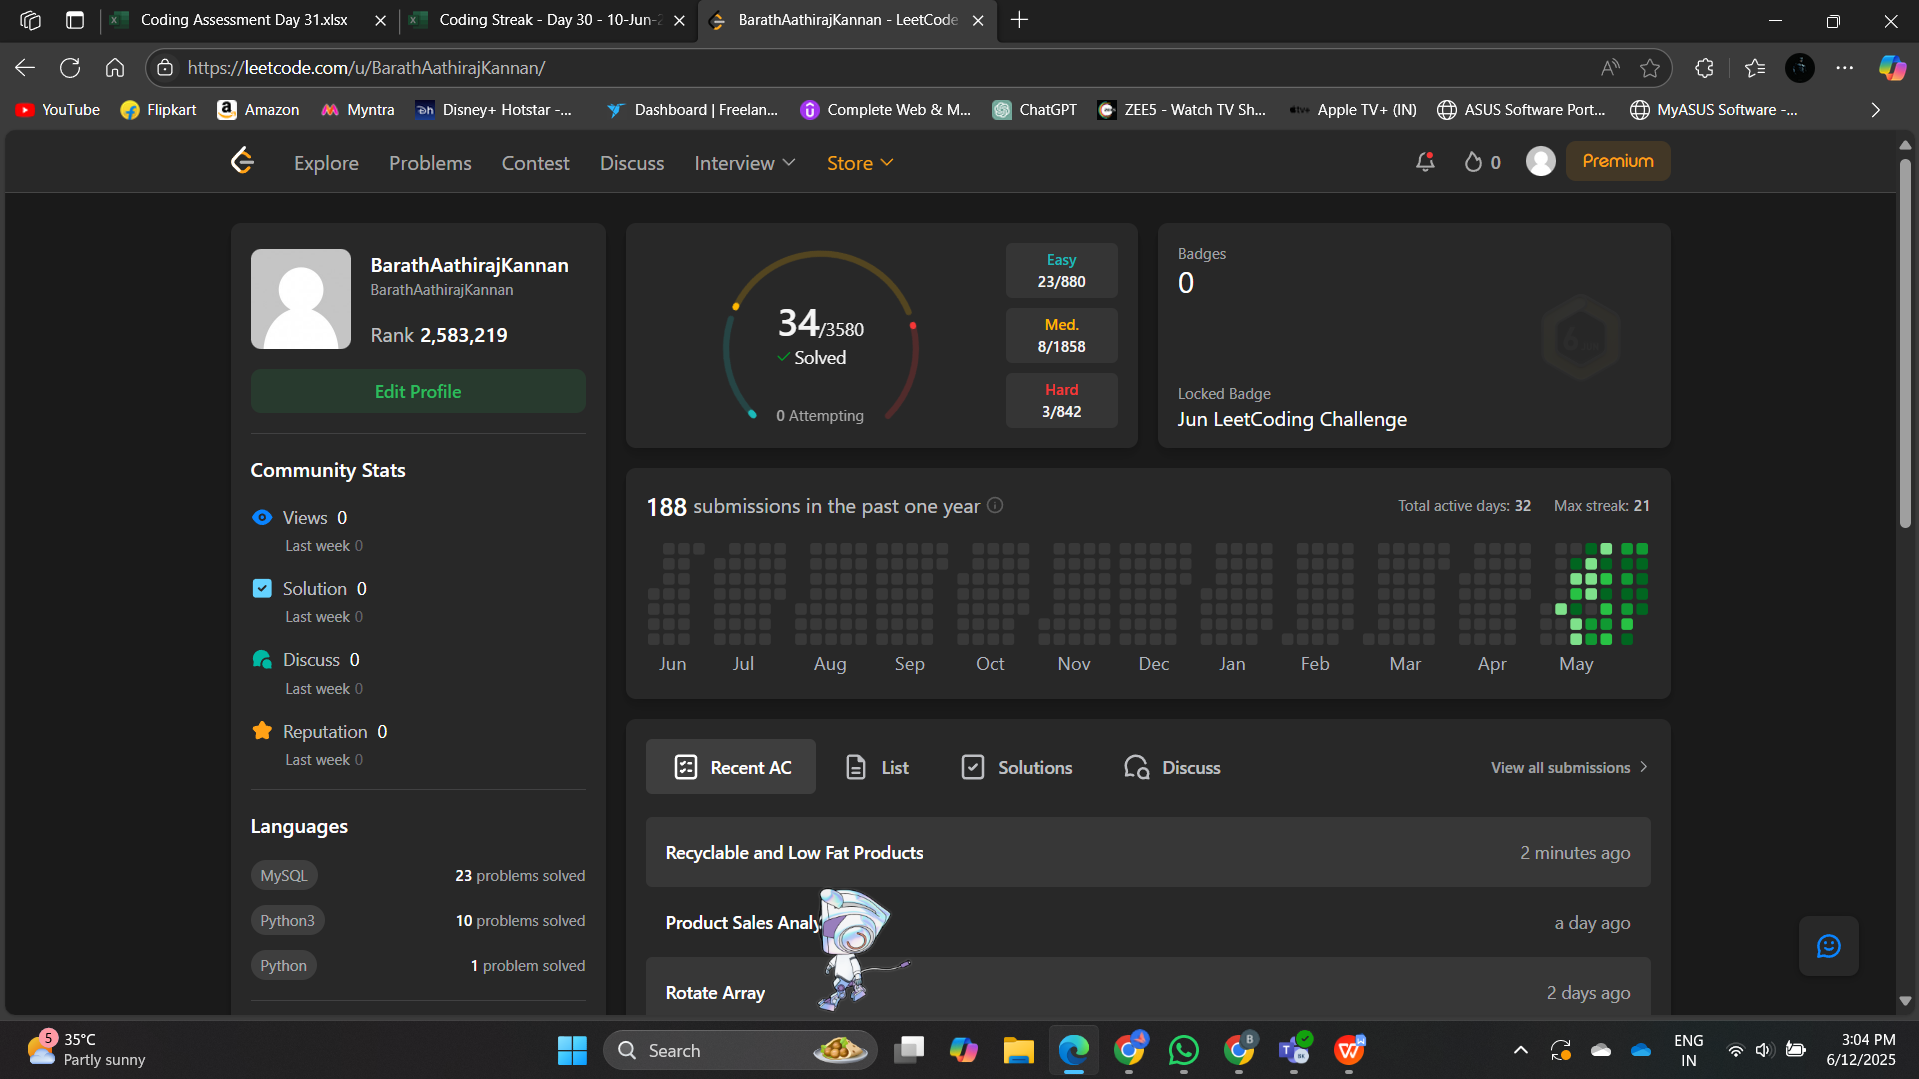 Coding Assessment Day 31.xlsx
Coding Streak - Day 30 - 10-Jun-2
BarathAathirajKannan - LeetCode
https://leetcode.com/u/BarathAathirajKannan/
YouTube
Flipkart
Amazon
Myntra
Disney+ Hotstar -...
Dashboard | Freelan...
Complete Web & M...
ChatGPT
ZEE5 - Watch TV Sh...
Apple TV+ (IN)
ASUS Software Port...
MyASUS Software -...
Explore
Problems
Contest
Discuss
Interview
Store
0
Premium
BarathAathirajKannan
BarathAathirajKannan
Rank 2,583,219
Edit Profile
Community Stats
Views 0
Last week 0
Solution 0
Last week 0
Discuss 0
Last week 0
Reputation 0
Last week 0
Languages
MySQL
23 problems solved
Python3
10 problems solved
Python
1 problem solved
34/3580
Solved
0 Attempting
Easy
23/880
Med.
8/1858
Hard
3/842
Badges
0
Locked Badge
Jun LeetCoding Challenge
188 submissions in the past one year
Total active days: 32
Max streak: 21
Jun
Jul
Aug
Sep
Oct
Nov
Dec
Jan
Feb
Mar
Apr
May
Recent AC
List
Solutions
Discuss
View all submissions
Recyclable and Low Fat Products
2 minutes ago
Product Sales Analy
a day ago
Rotate Array
2 days ago
5
35°C
Partly sunny
Search
ENG
IN
3:04 PM
6/12/2025